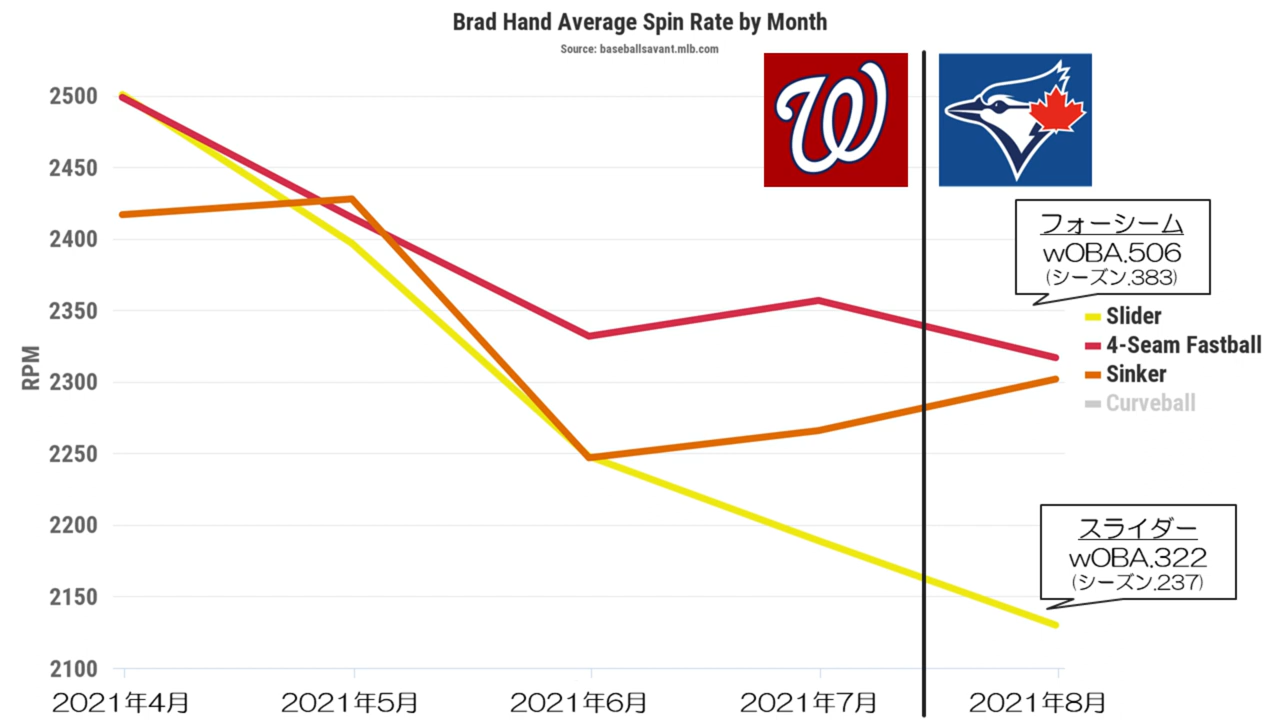 Brad Hand Average Spin Rate by Month
Source: baseballsavant.mlb.com
W
2500
2450
2400
2350
2300
2250
2200
2150
2100
RPM
フォーシーム
wOBA.506
(シーズン.383)
Slider
4-Seam Fastball
Sinker
Curveball
スライダー
wOBA.322
(シーズン.237)
2021年4月
2021年5月
2021年6月
2021年7月
2021年8月